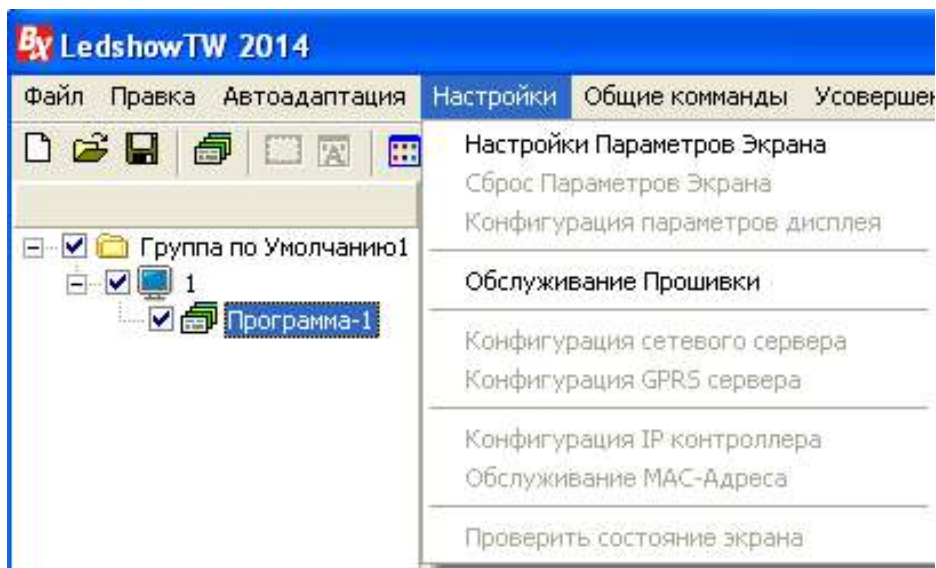 BX LedshowTW 2014
Файл Правка Автоадаптация Настройки Общие комманды Усовершен
Настройки Параметров Экрана
Сброс Параметров Экрана
Конфигурация параметров дисплея
Группа по Умолчанию1
1
Обслуживание Прошивки
Программа-1
Конфигурация сетевого сервера
Конфигурация GPRS сервера
Конфигурация IP контроллера
Обслуживание MAC-Адреса
Проверить состояние экрана